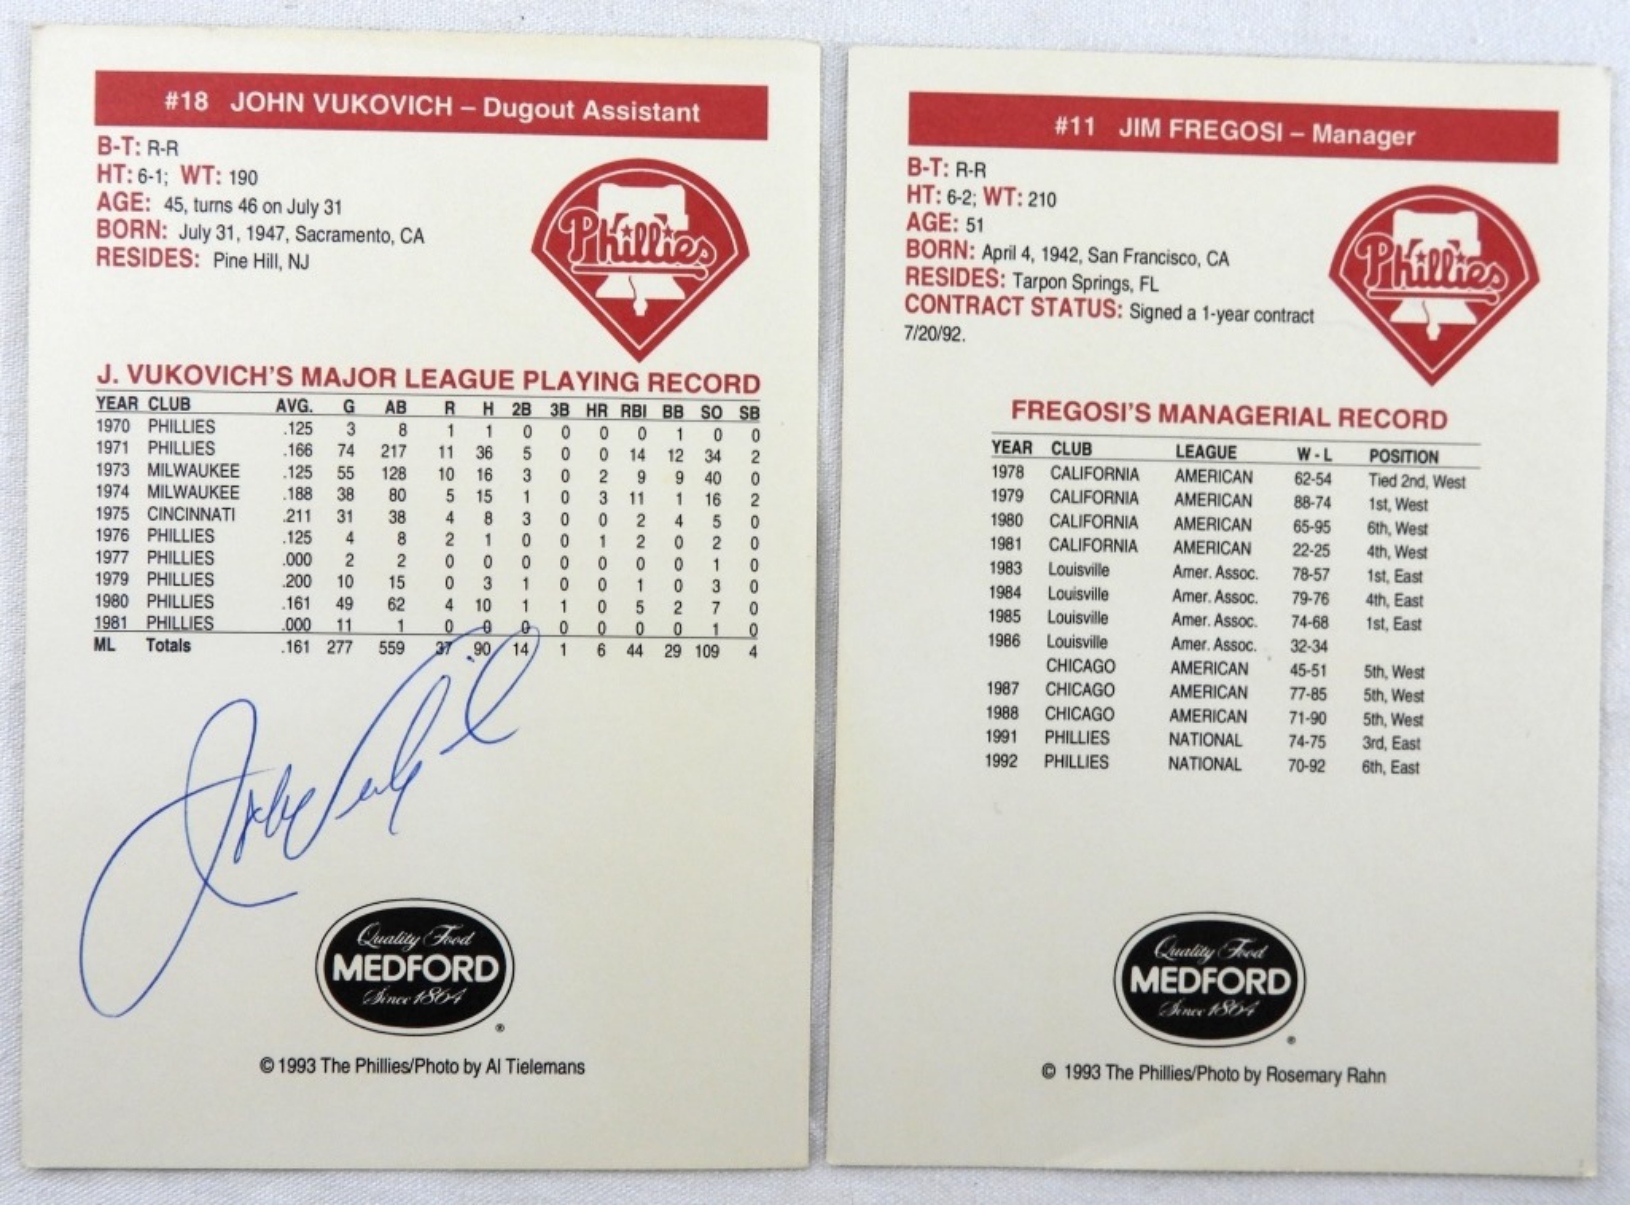 #18 JOHN VUKOVICH – Dugout Assistant
B-T: R-R
HT: 6-1; WT: 190
AGE: 45, turns 46 on July 31
BORN: July 31, 1947, Sacramento, CA
RESIDES: Pine Hill, NJ
Phillies
J. VUKOVICH'S MAJOR LEAGUE PLAYING RECORD
YEAR CLUB AVG. G AB R H 2B 3B HR RBI BB SO SB
1970 PHILLIES .125 3 8 1 1 0 0 0 0 1 0 0
1971 PHILLIES .166 74 217 11 36 5 0 0 14 12 34 2
1973 MILWAUKEE .125 55 128 10 16 3 0 2 9 9 40 0
1974 MILWAUKEE .188 38 80 5 15 1 0 3 11 1 16 2
1975 CINCINNATI .211 31 38 4 8 3 0 0 2 4 5 0
1976 PHILLIES .125 4 8 2 1 0 0 1 2 0 2 0
1977 PHILLIES .000 2 2 0 0 0 0 0 0 0 1 0
1979 PHILLIES .200 10 15 0 3 1 0 0 1 0 3 0
1980 PHILLIES .161 49 62 4 10 1 1 0 5 2 7 0
1981 PHILLIES .000 11 1 0 0 0 0 0 0 0 1 0
ML Totals .161 277 559 37 90 14 1 6 44 29 109 4
Quality Food
MEDFORD
Since 1864
®
© 1993 The Phillies/Photo by Al Tielemans
#11 JIM FREGOSI – Manager
B-T: R-R
HT: 6-2; WT: 210
AGE: 51
BORN: April 4, 1942, San Francisco, CA
RESIDES: Tarpon Springs, FL
CONTRACT STATUS: Signed a 1-year contract
7/20/92.
Phillies
FREGOSI'S MANAGERIAL RECORD
YEAR CLUB LEAGUE W - L POSITION
1978 CALIFORNIA AMERICAN 62-54 Tied 2nd, West
1979 CALIFORNIA AMERICAN 88-74 1st, West
1980 CALIFORNIA AMERICAN 65-95 6th, West
1981 CALIFORNIA AMERICAN 22-25 4th, West
1983 Louisville Amer. Assoc. 78-57 1st, East
1984 Louisville Amer. Assoc. 79-76 4th, East
1985 Louisville Amer. Assoc. 74-68 1st, East
1986 Louisville Amer. Assoc. 32-34
CHICAGO AMERICAN 45-51 5th, West
1987 CHICAGO AMERICAN 77-85 5th, West
1988 CHICAGO AMERICAN 71-90 5th, West
1991 PHILLIES NATIONAL 74-75 3rd, East
1992 PHILLIES NATIONAL 70-92 6th, East
Quality Food
MEDFORD
Since 1864
®
© 1993 The Phillies/Photo by Rosemary Rahn